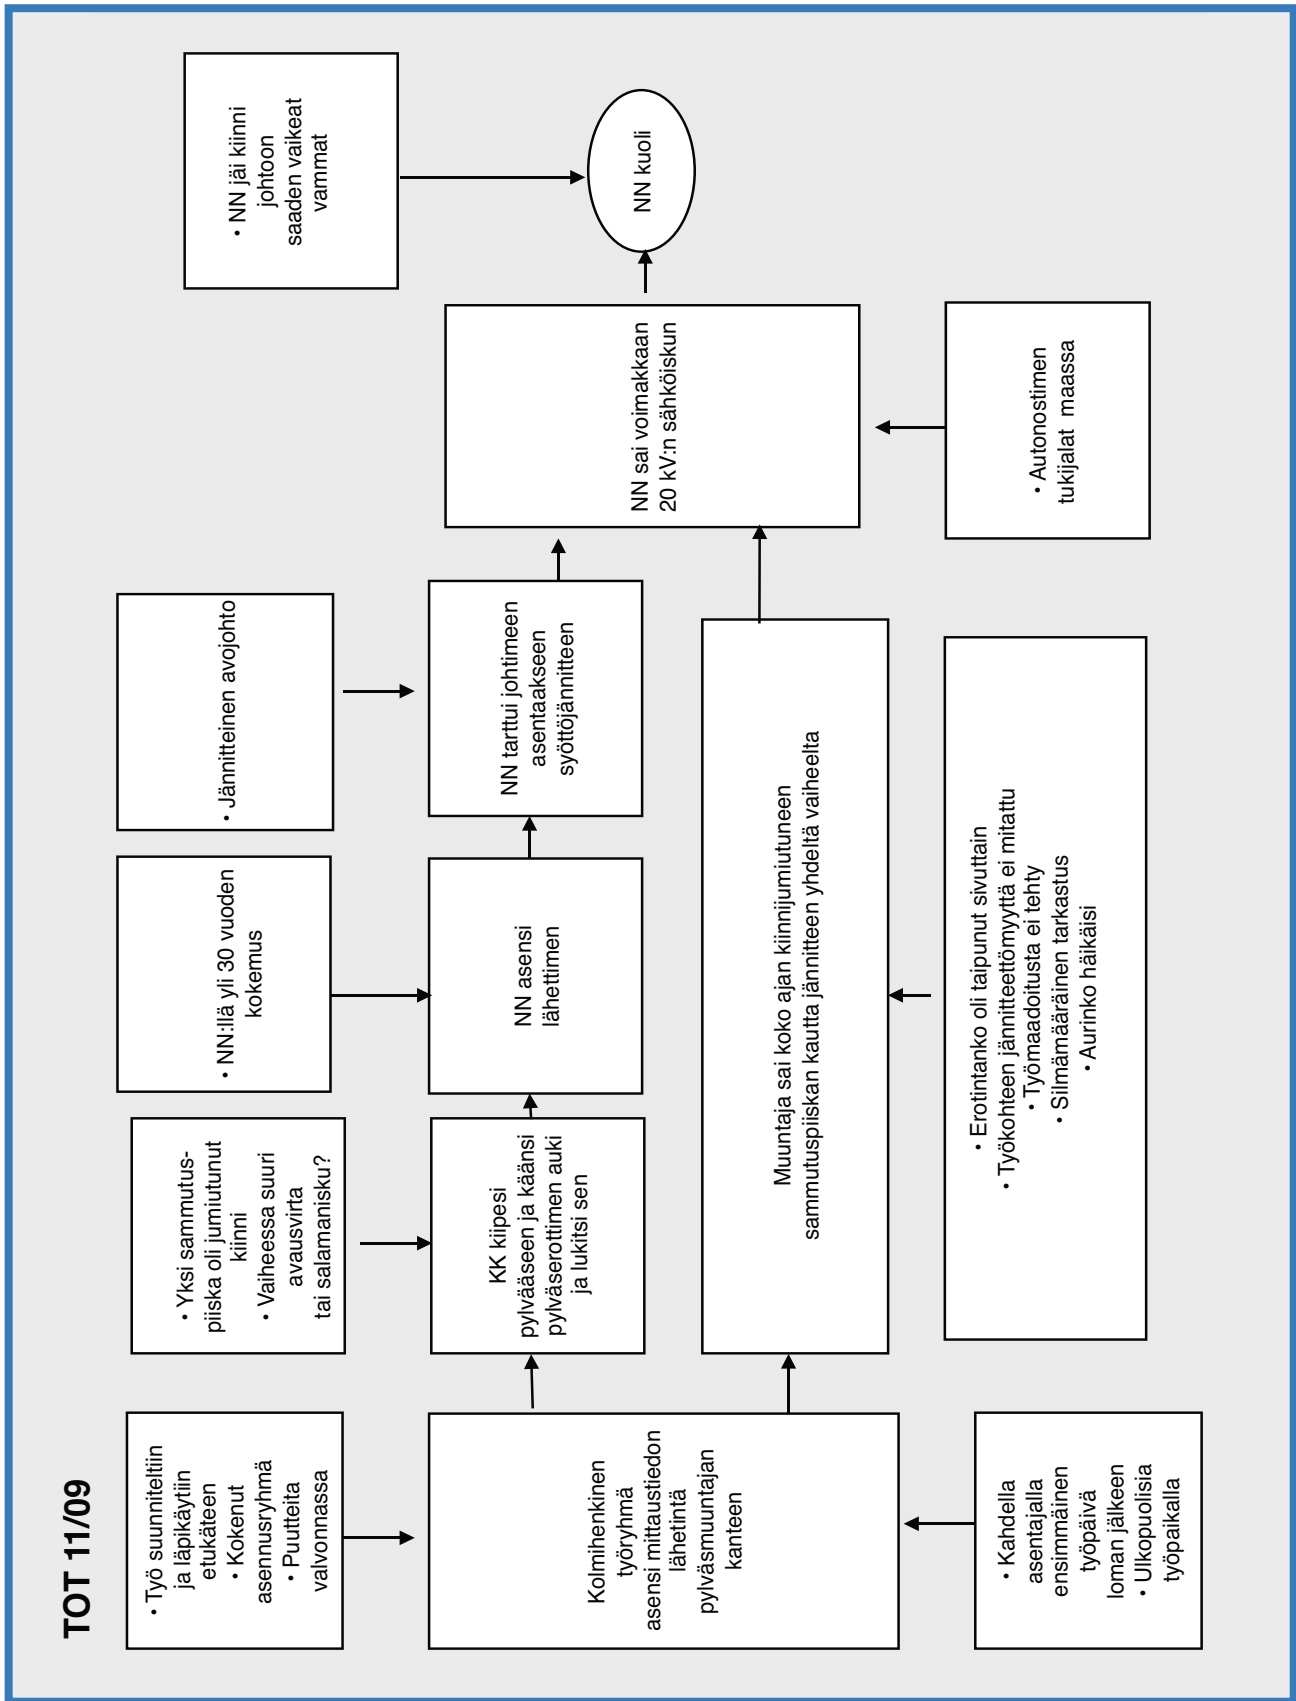 TOT 11/09
• Työ suunniteltiin
ja läpikäytiin
etukäteen
• Kokenut
asennusryhmä
• Puutteita
valvonnassa
• Yksi sammutus-
piiska oli jumiutunut
kiinni
• Vaiheessa suuri
avausvirta
tai salamanisku?
• NN:llä yli 30 vuoden
kokemus
• Jännitteinen avojohto
• NN jäi kiinni
johtoon
saaden vaikeat
vammat
Kolmihenkinen
työryhmä
asensi mittaustiedon
lähetintä
pylväsmuuntajan
kanteen
KK kiipesi
pylvääseen ja käänsi
pylväserottimen auki
ja lukitsi sen
NN asensi
lähettimen
NN tarttui johtimeen
asentaakseen
syöttöjännitteen
NN sai voimakkaan
20 kV:n sähköiskun
NN kuoli
Muuntaja sai koko ajan kiinnijumiutuneen
sammutuspiiskan kautta jännitteen yhdeltä vaiheelta
• Kahdella
asentajalla
ensimmäinen
työpäivä
loman jälkeen
• Ulkopuolisia
työpaikalla
• Erotintanko oli taipunut sivuttain
• Työkohteen jännitteettömyyttä ei mitattu
• Työmaadoitusta ei tehty
• Silmämääräinen tarkastus
• Aurinko häikäisi
• Autonostimen
tukijalat maassa